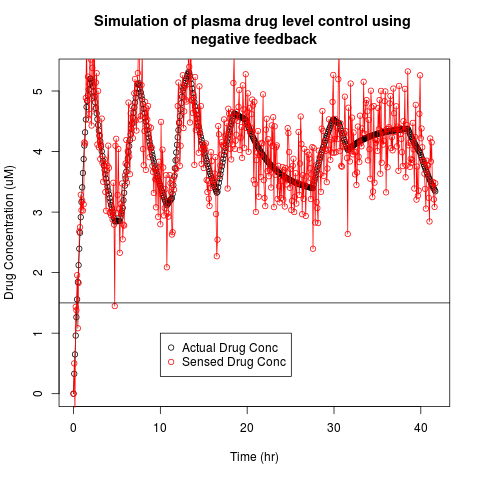 Simulation of plasma drug level control using
negative feedback
Drug Concentration (uM)
5
4
3
2
1
0
Actual Drug Conc
Sensed Drug Conc
0 10 20 30 40
Time (hr)